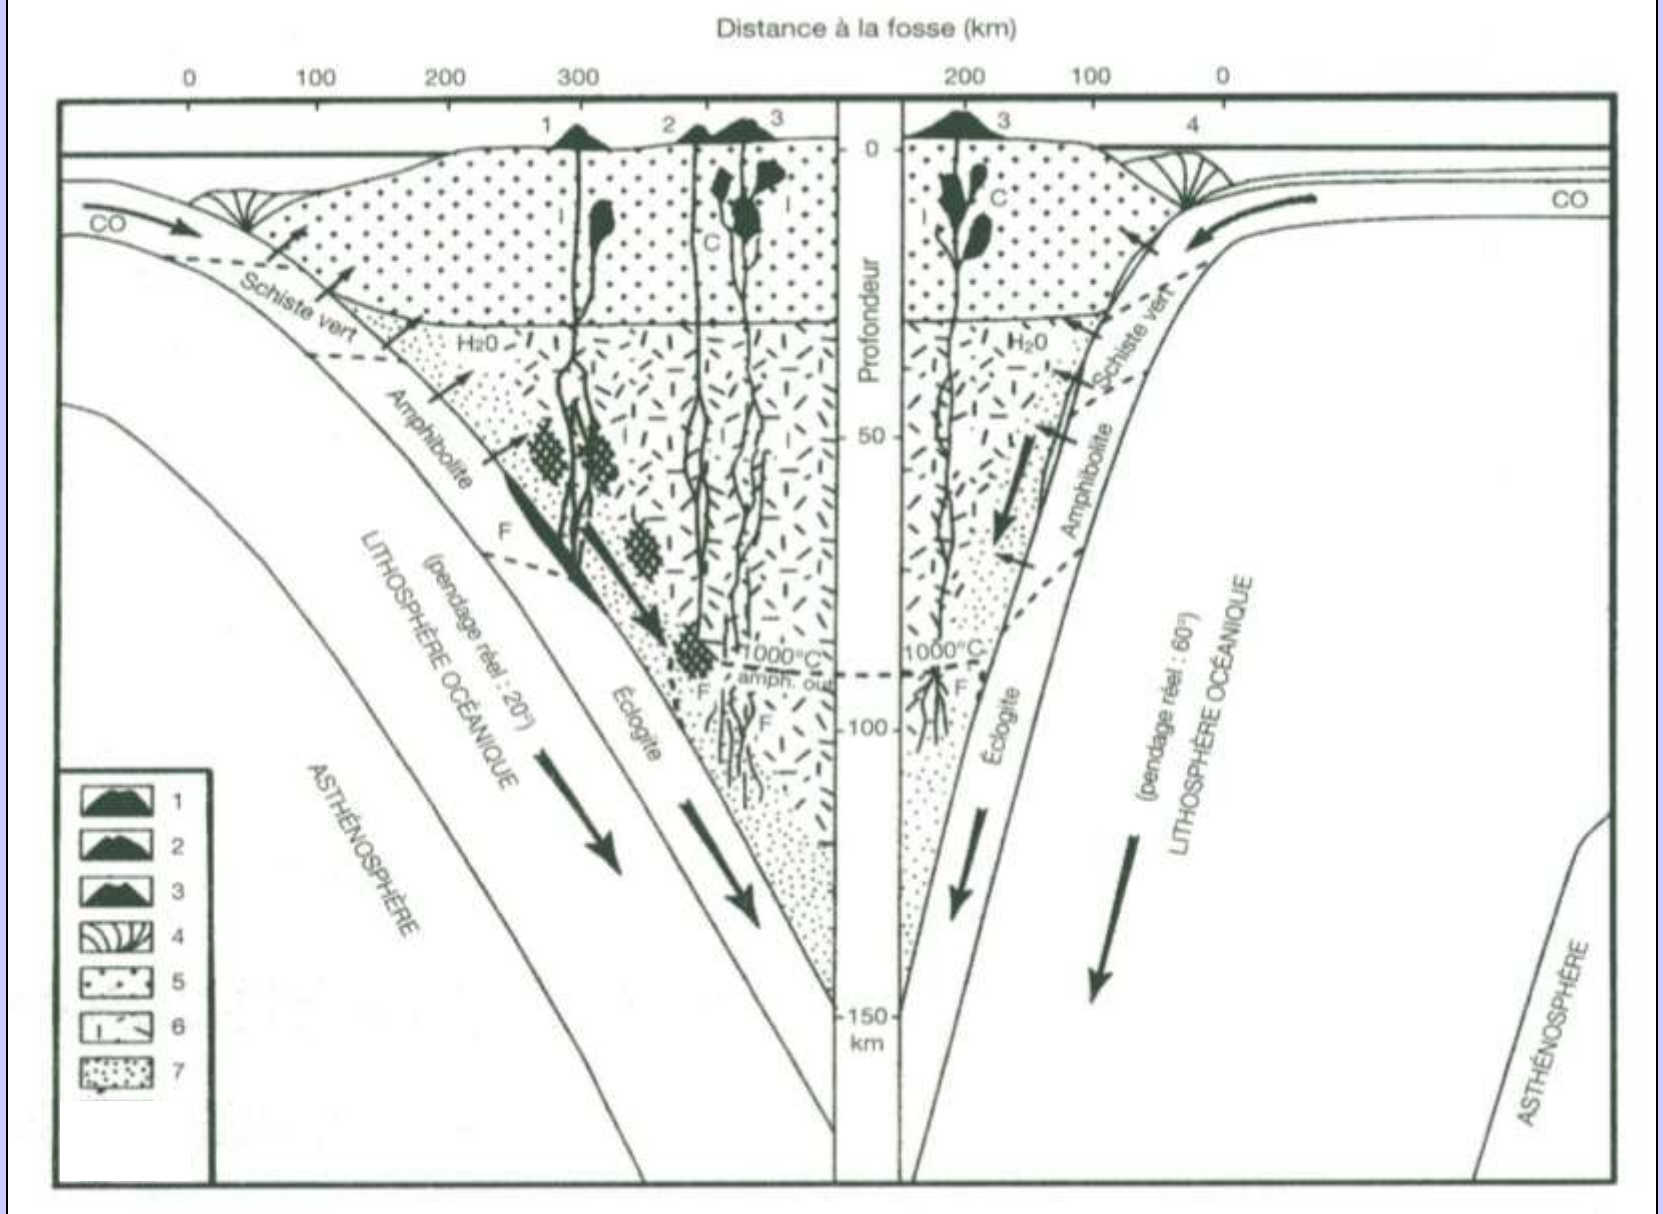 Distance à la fosse (km)
0 100 200 300 200 100 0
1 2 3 3 4
0
CO
CO
I
I
I
C
C
Schiste vert
H20
Profondeur
H₂0
Schiste vert
Amphibolite
50
Amphibolite
F
(pendage réel : 20°)
LITHOSPHÈRE OCÉANIQUE
1000°C
amph. out
1000°C
F
F
F
Éclogite
100
Éclogite
(pendage réel : 60°)
LITHOSPHÈRE OCÉANIQUE
ASTHÉNOSPHÈRE
150
km
ASTHÉNOSPHÈRE
1
2
3
4
5
6
7